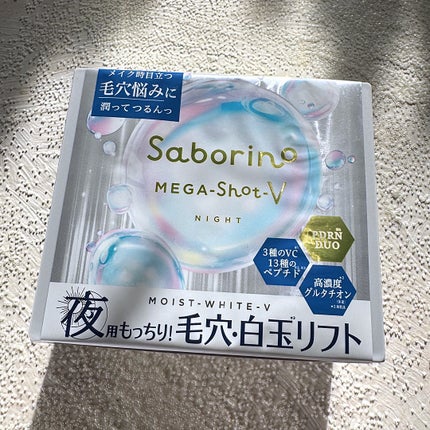 メイク時目立つ
毛穴悩みに
潤ってつるんっ
Saborino
MEGA-Shot-V
NIGHT
PDRN
DUO
3種のVC
13種の
ペプチド
高濃度
グルタチオン
MOIST-WHITE-V
夜用もっちり!毛穴・白玉リフト